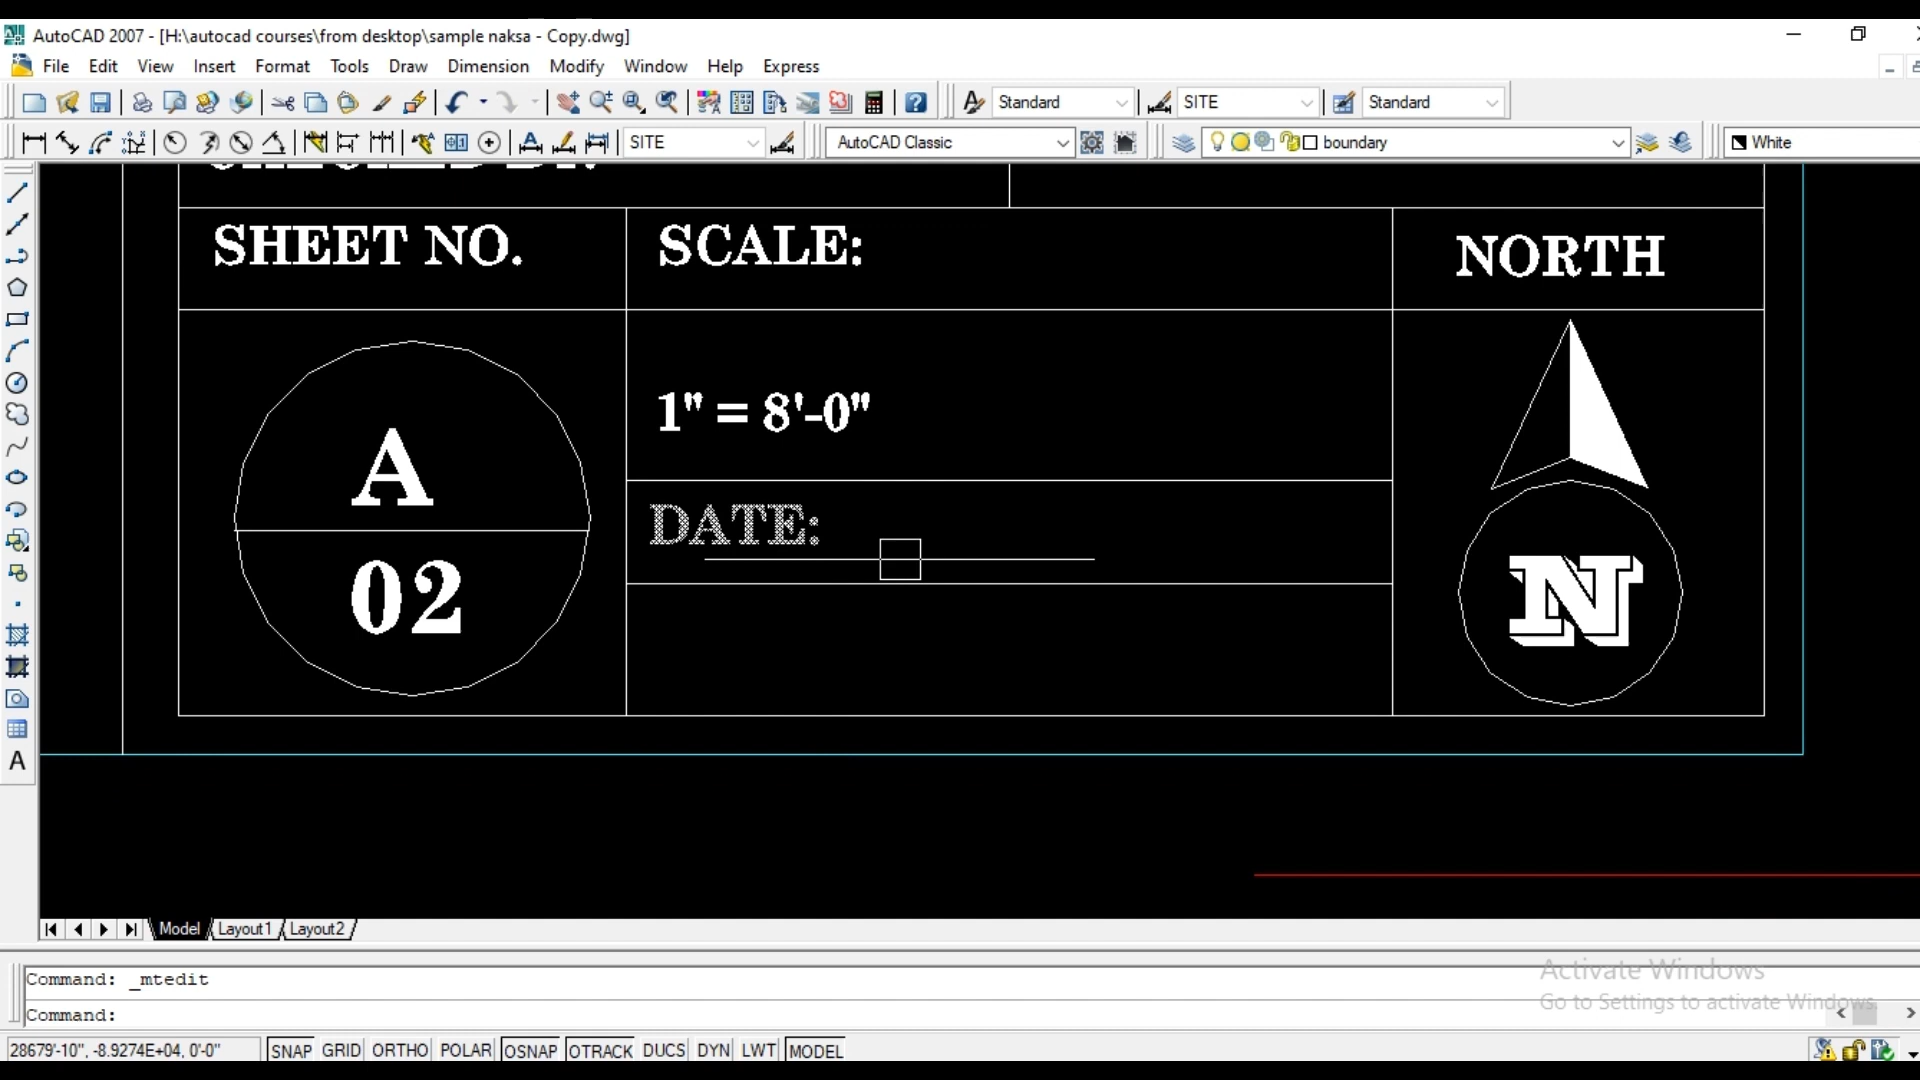 AutoCAD 2007 - [H:\autocad courses\from desktop\sample naksa - Copy.dwg]
File Edit View Insert Format Tools Draw Dimension Modify Window Help Express
Standard SITE Standard
SITE AutoCAD Classic boundary White
SHEET NO. SCALE: NORTH
1" = 8'-0"
A
DATE:
02
N
A
Model Layout1 Layout2
Command: _mtedit
Activate Windows
Go to Settings to activate Windows.
Command:
28679'-10", -8.9274E+04, 0'-0" SNAP GRID ORTHO POLAR OSNAP OTRACK DUCS DYN LWT MODEL